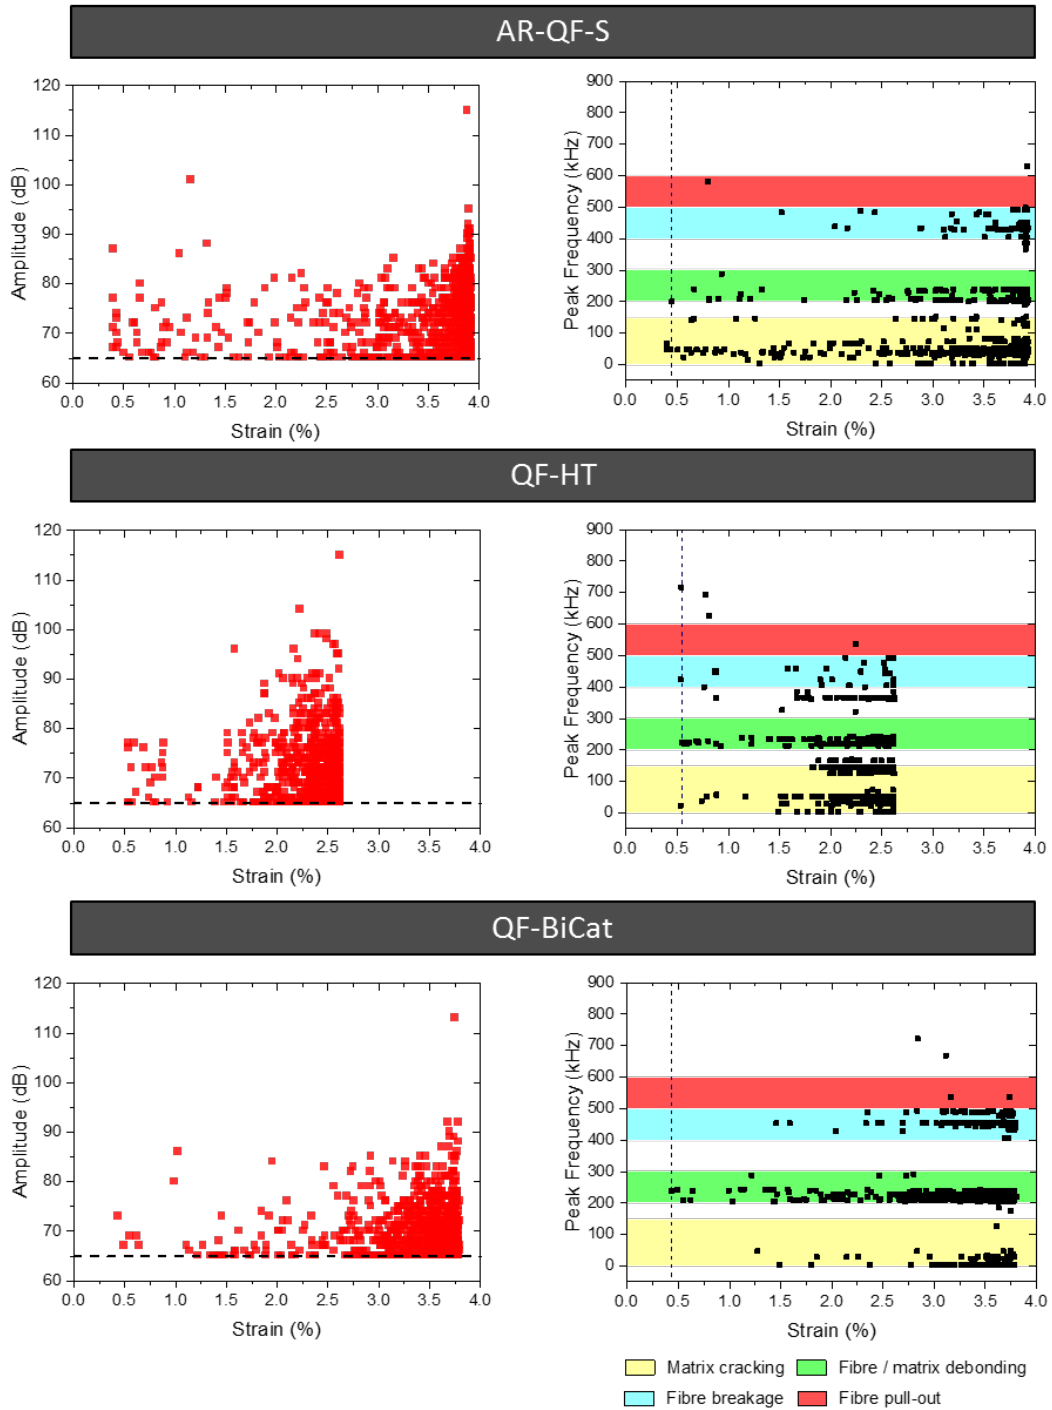 AR-QF-S
120
110
100
90
80
70
60
Amplitude (dB)
0.0 0.5 1.0 1.5 2.0 2.5 3.0 3.5 4.0
Strain (%)
900
800
700
600
500
400
300
200
100
0
Peak Frequency (kHz)
0.0 0.5 1.0 1.5 2.0 2.5 3.0 3.5 4.0
Strain (%)
QF-HT
120
110
100
90
80
70
60
Amplitude (dB)
0.0 0.5 1.0 1.5 2.0 2.5 3.0 3.5 4.0
Strain (%)
900
800
700
600
500
400
300
200
100
0
Peak Frequency (kHz)
0.0 0.5 1.0 1.5 2.0 2.5 3.0 3.5 4.0
Strain (%)
QF-BiCat
120
110
100
90
80
70
60
Amplitude (dB)
0.0 0.5 1.0 1.5 2.0 2.5 3.0 3.5 4.0
Strain (%)
900
800
700
600
500
400
300
200
100
0
Peak Frequency (kHz)
0.0 0.5 1.0 1.5 2.0 2.5 3.0 3.5 4.0
Strain (%)
Matrix cracking Fibre / matrix debonding
Fibre breakage Fibre pull-out